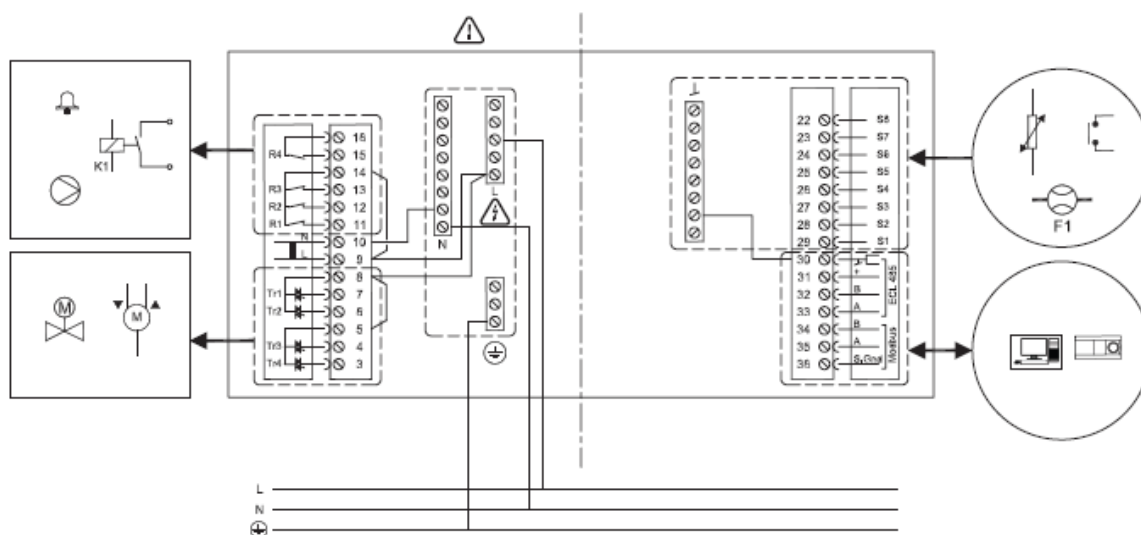 K1
R4
R3
R2
R1
N
L
Tr1
Tr2
Tr3
Tr4
16
15
14
13
12
11
10
9
8
7
6
5
4
3
N
L
22 S8
23 S7
24 S6
25 S5
26 S4
27 S3
28 S2
29 S1
30
31 +
32 B
33 A
ECL 485
34 B
35 A
36 S.Gnd
Modbus
F1
M
M
L
N